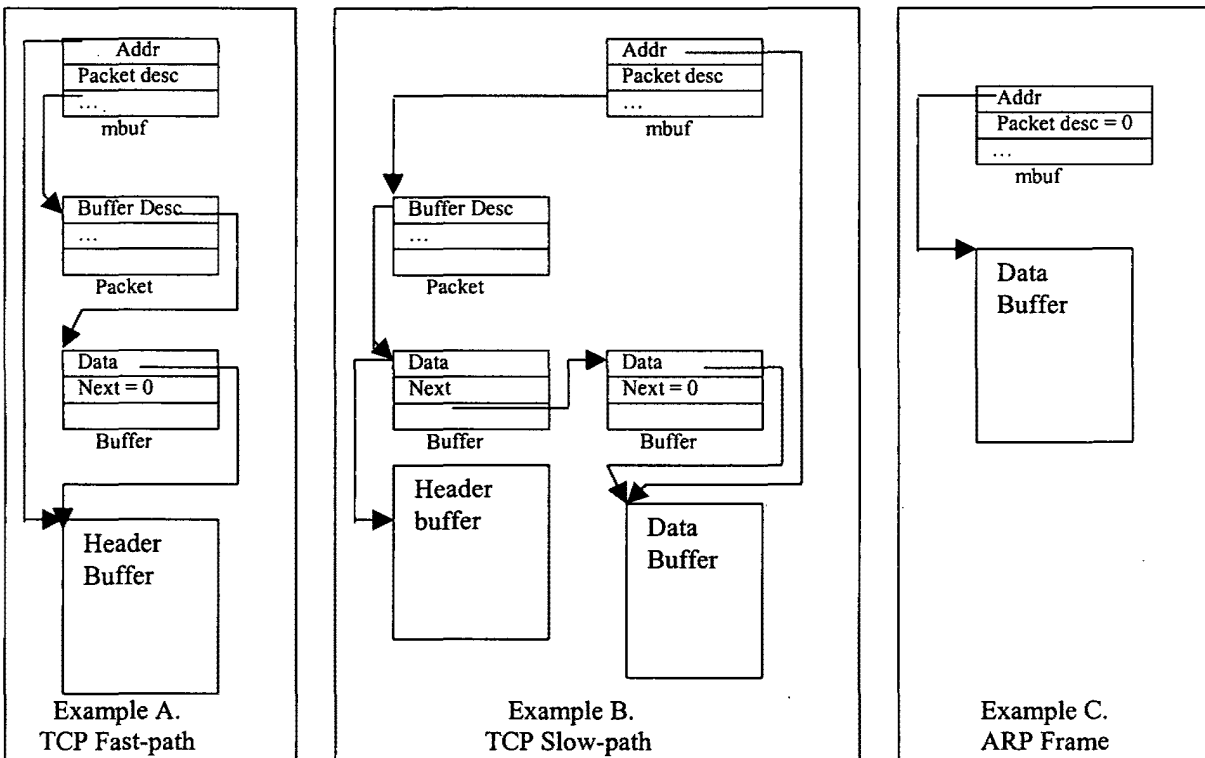 Addr
Packet desc
...
mbuf
Buffer Desc
...
Packet
Data
Next = 0
Buffer
Header
Buffer
Example A.
TCP Fast-path
Addr
Packet desc
...
mbuf
Buffer Desc
...
Packet
Data
Next
Buffer
Data
Next = 0
Buffer
Header
buffer
Data
Buffer
Example B.
TCP Slow-path
Addr
Packet desc = 0
...
mbuf
Data
Buffer
Example C.
ARP Frame